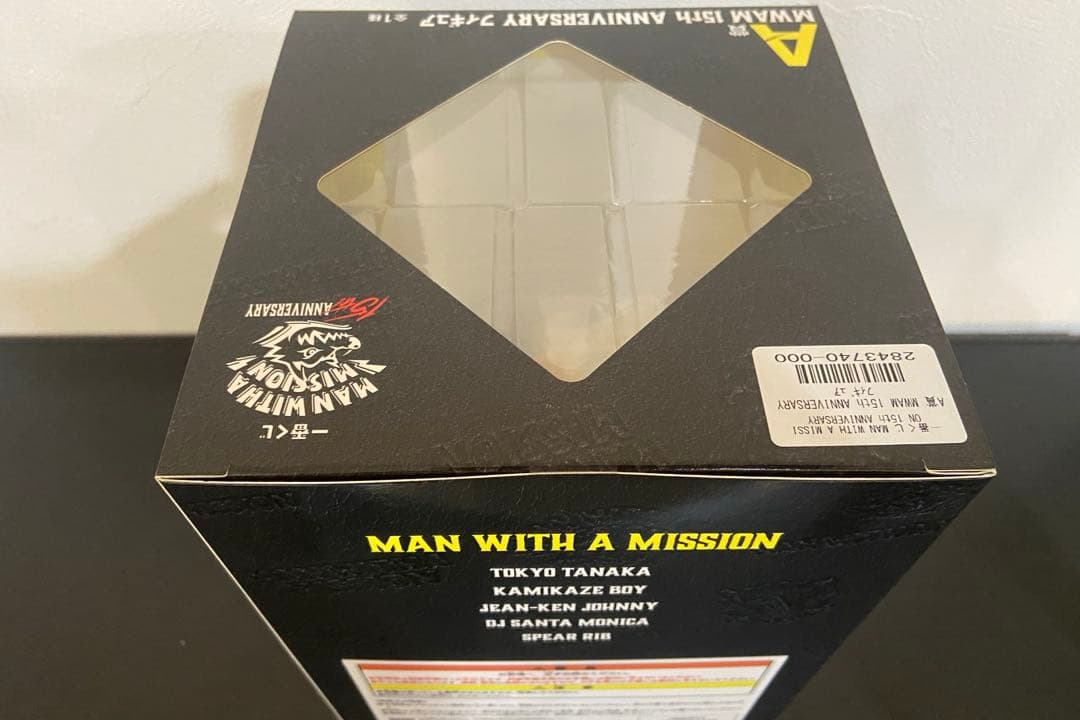 A賞
MWAM 15th ANNIVERSARY フィギュア 全1種
一番くじ
MAN WITH A
MISSION
15th ANNIVERSARY
一番くじ MAN WITH A MISSI
ON 15th ANNIVERSARY
A賞 MWAM 15th ANNIVERSARY
フィギュア
2843740-000
MAN WITH A MISSION
TOKYO TANAKA
KAMIKAZE BOY
JEAN-KEN JOHNNY
DJ SANTA MONICA
SPEAR RIB